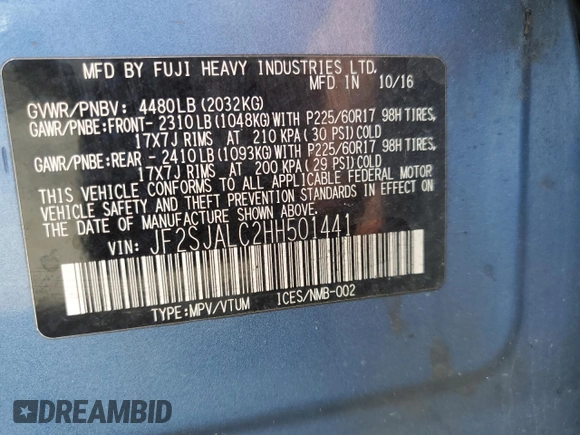 MFD BY FUJI HEAVY INDUSTRIES LTD.
MFD IN 10/16
GVWR/PNBV: 4480LB(2032KG)
GAWR/PNBE:FRONT- 2310LB(1048KG)WITH P225/60R17 98H TIRES,
17X7J RIMS AT 210 KPA(30 PSI)COLD
GAWR/PNBE:REAR - 2410LB(1093KG)WITH P225/60R17 98H TIRES,
17X7J RIMS AT 200 KPA(29 PSI)COLD
THIS VEHICLE CONFORMS TO ALL APPLICABLE FEDERAL MOTOR
VEHICLE SAFETY AND THEFT PREVENTION STANDARDS IN EFFECT
ON THE DATE OF MANUFACTURE SHOWN ABOVE.
VIN: JF2SJALC2HH501441
TYPE:MPV/VTUM ICES/NMB-002
DREAMBID